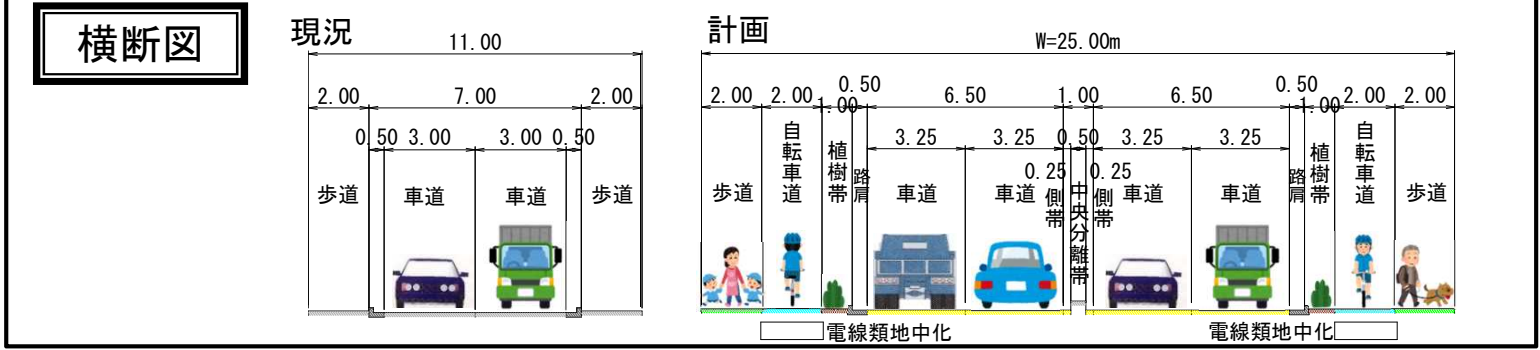 横断図
現況
11.00
2.00 7.00 2.00
0.50 3.00 3.00 0.50
歩道 車道 車道 歩道
計画
W=25.00m
2.00 2.00 1.00 0.50 6.50 1.00 6.50 0.50 1.00 2.00 2.00
3.25 3.25 0.50 3.25 3.25
0.25 0.25
歩道 自転車道 植樹帯 路肩 車道 車道 側帯 中央分離帯 側帯 車道 車道 路肩 植樹帯 自転車道 歩道
電線類地中化 電線類地中化